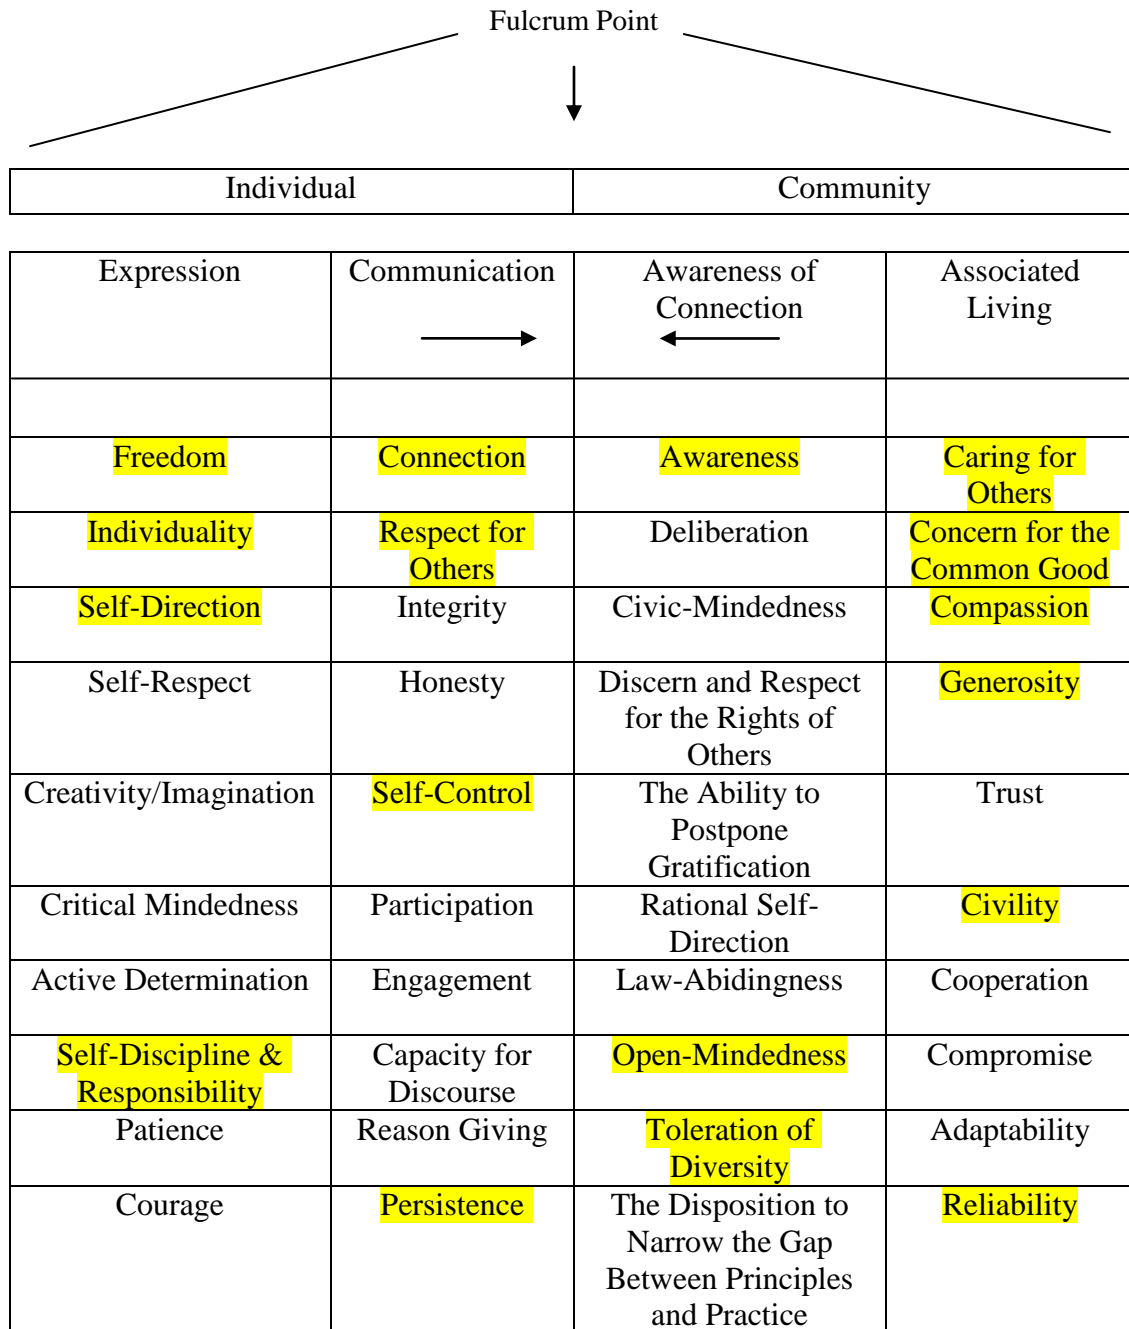 Fulcrum Point
Individual Community
Expression Communication Awareness of Connection Associated Living
Freedom Connection Awareness Caring for Others
Individuality Respect for Others Deliberation Concern for the Common Good
Self-Direction Integrity Civic-Mindedness Compassion
Self-Respect Honesty Discern and Respect for the Rights of Others Generosity
Creativity/Imagination Self-Control The Ability to Postpone Gratification Trust
Critical Mindedness Participation Rational Self-Direction Civility
Active Determination Engagement Law-Abidingness Cooperation
Self-Discipline & Responsibility Capacity for Discourse Open-Mindedness Compromise
Patience Reason Giving Toleration of Diversity Adaptability
Courage Persistence The Disposition to Narrow the Gap Between Principles and Practice Reliability